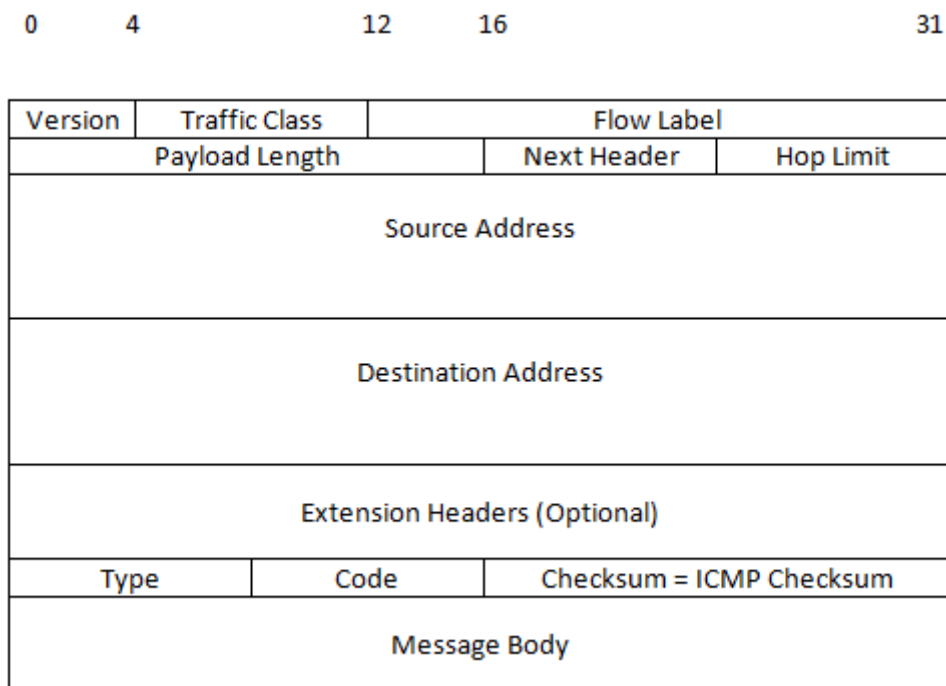 0 4 12 16 31
Version Traffic Class Flow Label
Payload Length Next Header Hop Limit
Source Address
Destination Address
Extension Headers (Optional)
Type Code Checksum = ICMP Checksum
Message Body